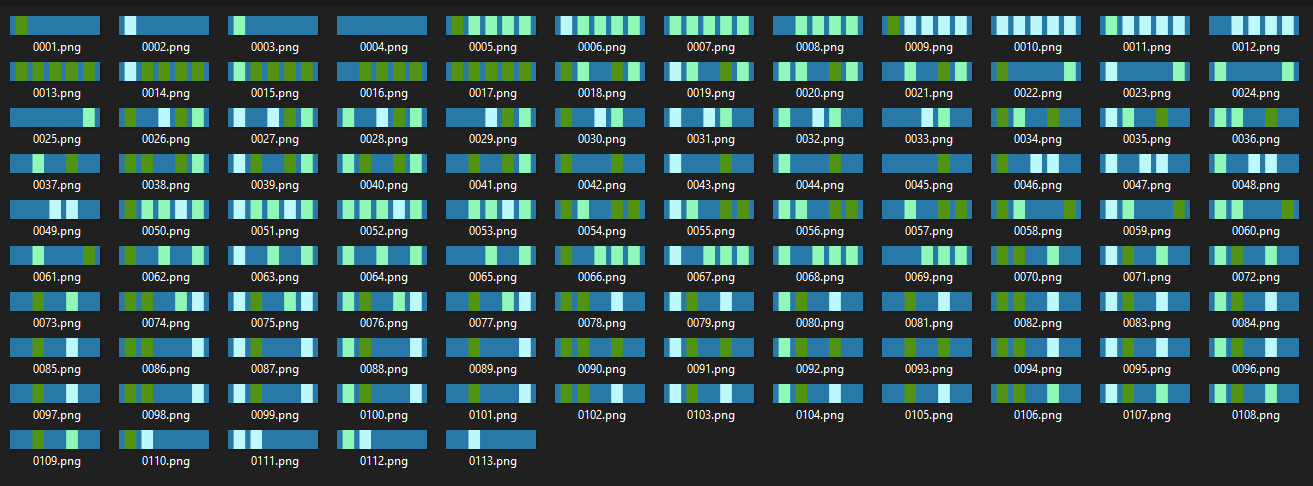 0001.png 0002.png 0003.png 0004.png 0005.png 0006.png 0007.png 0008.png 0009.png 0010.png 0011.png 0012.png
0013.png 0014.png 0015.png 0016.png 0017.png 0018.png 0019.png 0020.png 0021.png 0022.png 0023.png 0024.png
0025.png 0026.png 0027.png 0028.png 0029.png 0030.png 0031.png 0032.png 0033.png 0034.png 0035.png 0036.png
0037.png 0038.png 0039.png 0040.png 0041.png 0042.png 0043.png 0044.png 0045.png 0046.png 0047.png 0048.png
0049.png 0050.png 0051.png 0052.png 0053.png 0054.png 0055.png 0056.png 0057.png 0058.png 0059.png 0060.png
0061.png 0062.png 0063.png 0064.png 0065.png 0066.png 0067.png 0068.png 0069.png 0070.png 0071.png 0072.png
0073.png 0074.png 0075.png 0076.png 0077.png 0078.png 0079.png 0080.png 0081.png 0082.png 0083.png 0084.png
0085.png 0086.png 0087.png 0088.png 0089.png 0090.png 0091.png 0092.png 0093.png 0094.png 0095.png 0096.png
0097.png 0098.png 0099.png 0100.png 0101.png 0102.png 0103.png 0104.png 0105.png 0106.png 0107.png 0108.png
0109.png 0110.png 0111.png 0112.png 0113.png